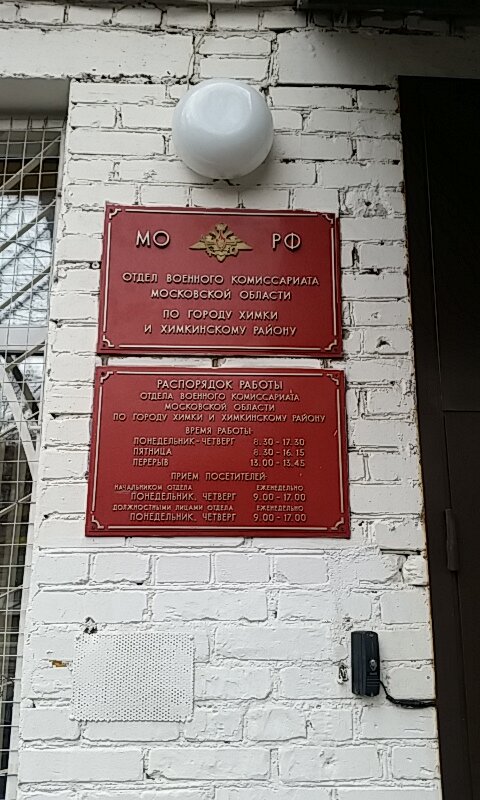 МО РФ
ОТДЕЛ ВОЕННОГО КОМИССАРИАТА
МОСКОВСКОЙ ОБЛАСТИ
ПО ГОРОДУ ХИМКИ
И ХИМКИНСКОМУ РАЙОНУ
РАСПОРЯДОК РАБОТЫ
ОТДЕЛА ВОЕННОГО КОМИССАРИАТА
МОСКОВСКОЙ ОБЛАСТИ
ПО ГОРОДУ ХИМКИ И ХИМКИНСКОМУ РАЙОНУ
ВРЕМЯ РАБОТЫ:
ПОНЕДЕЛЬНИК-ЧЕТВЕРГ 8.30 - 17.30
ПЯТНИЦА 8.30 - 16.15
ПЕРЕРЫВ 13.00 - 13.45
ПРИЕМ ПОСЕТИТЕЛЕЙ:
НАЧАЛЬНИКОМ ОТДЕЛА ЕЖЕНЕДЕЛЬНО
ПОНЕДЕЛЬНИК, ЧЕТВЕРГ 9.00 - 17.00
ДОЛЖНОСТНЫМИ ЛИЦАМИ ОТДЕЛА ЕЖЕНЕДЕЛЬНО
ПОНЕДЕЛЬНИК, ЧЕТВЕРГ 9.00 - 17.00